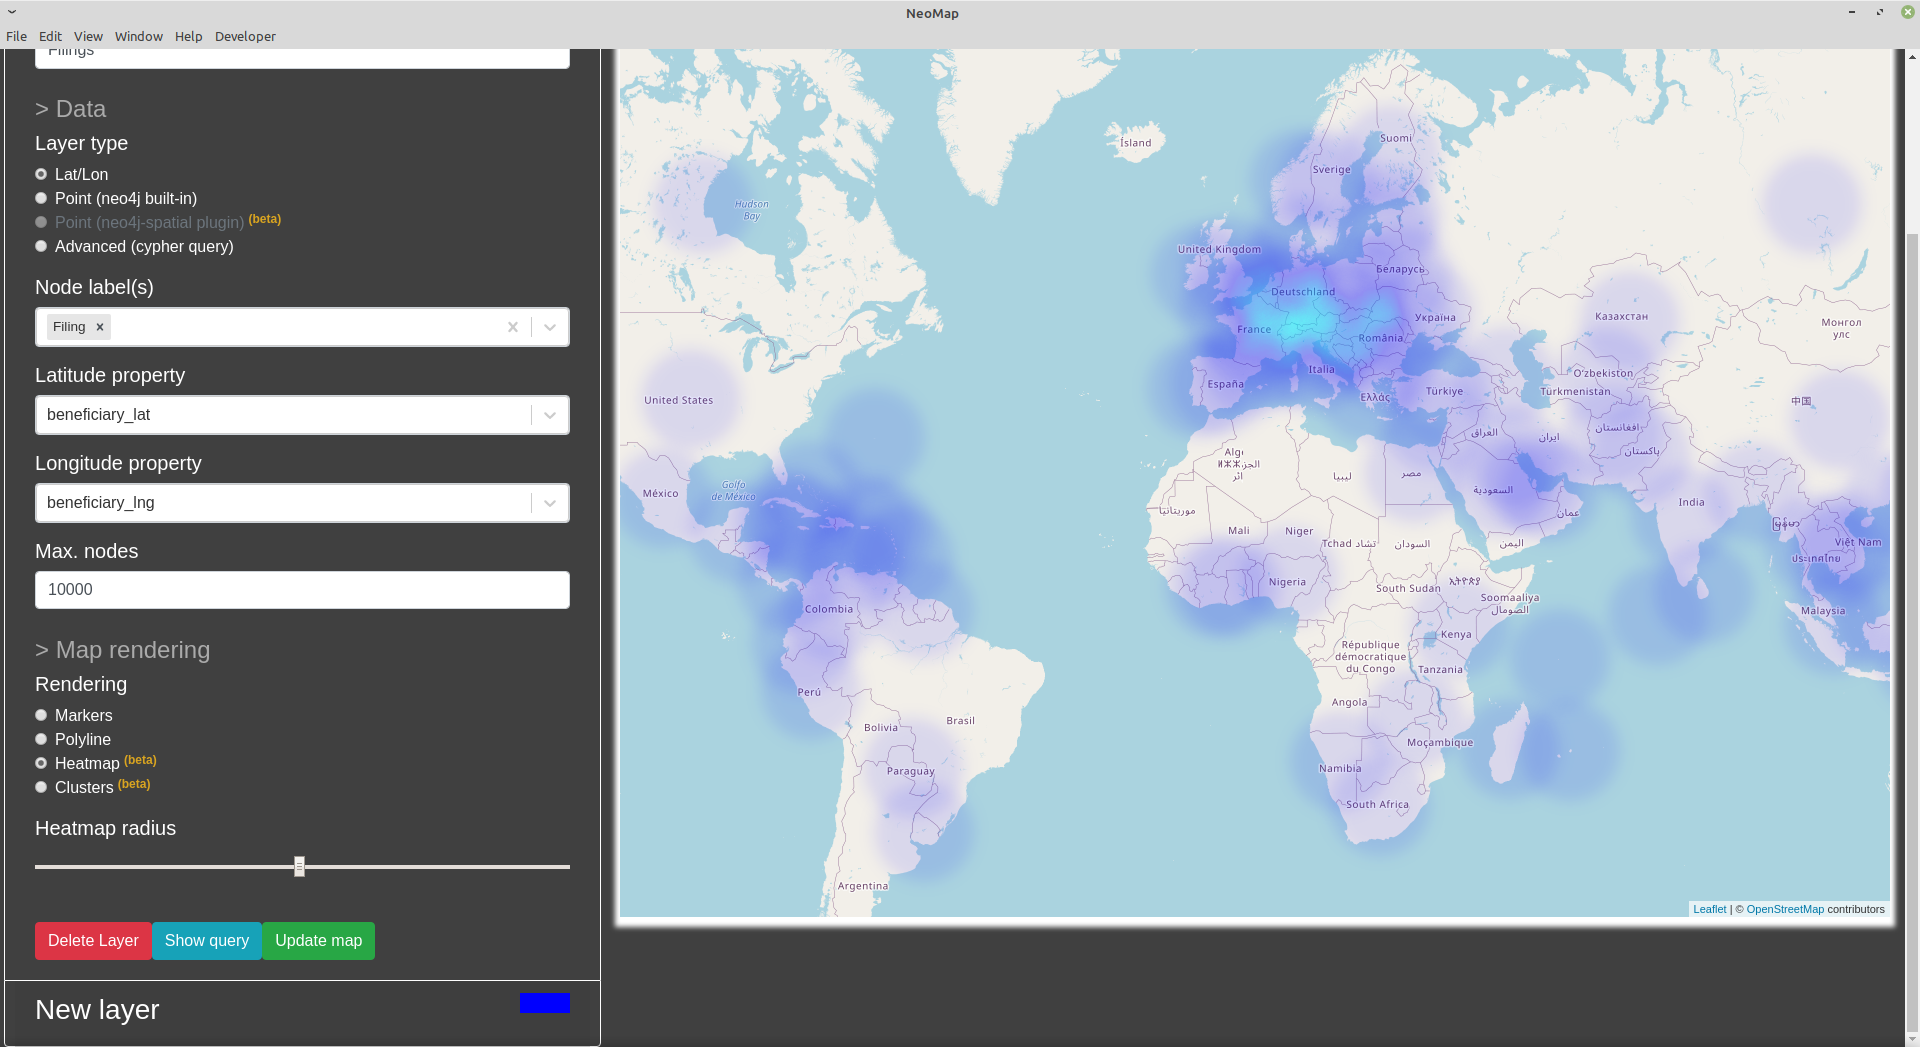 NeoMap
File Edit View Window Help Developer
Filings
> Data
Layer type
Lat/Lon
Point (neo4j built-in)
Point (neo4j-spatial plugin) (beta)
Advanced (cypher query)
Node label(s)
Filing
Latitude property
beneficiary_lat
Longitude property
beneficiary_lng
Max. nodes
10000
> Map rendering
Rendering
Markers
Polyline
Heatmap (beta)
Clusters (beta)
Heatmap radius
Delete Layer Show query Update map
New layer
Ísland
Suomi
Sverige
Hudson
Bay
United Kingdom
Беларусь
Deutschland
Україна
Казахстан
Монгол
улс
France
România
Italia
O'zbekiston
España
Türkiye
Türkmenistan
Ελλάς
United States
中国
افغانستان
العراق
ایران
پاکستان
Golfo
de México
México
مصر
ليبيا
السعودية
India
عمان
موريتانيا
Mali
Niger
Tchad تشاد
السودان
اليمن
Việt Nam
ประเทศไทย
Nigeria
South Sudan
Soomaaliya
الصومال
Malaysia
Colombia
Kenya
République
démocratique
du Congo
Tanzania
Perú
Angola
Brasil
Bolivia
Moçambique
Paraguay
Namibia
South Africa
Argentina
Leaflet | © OpenStreetMap contributors